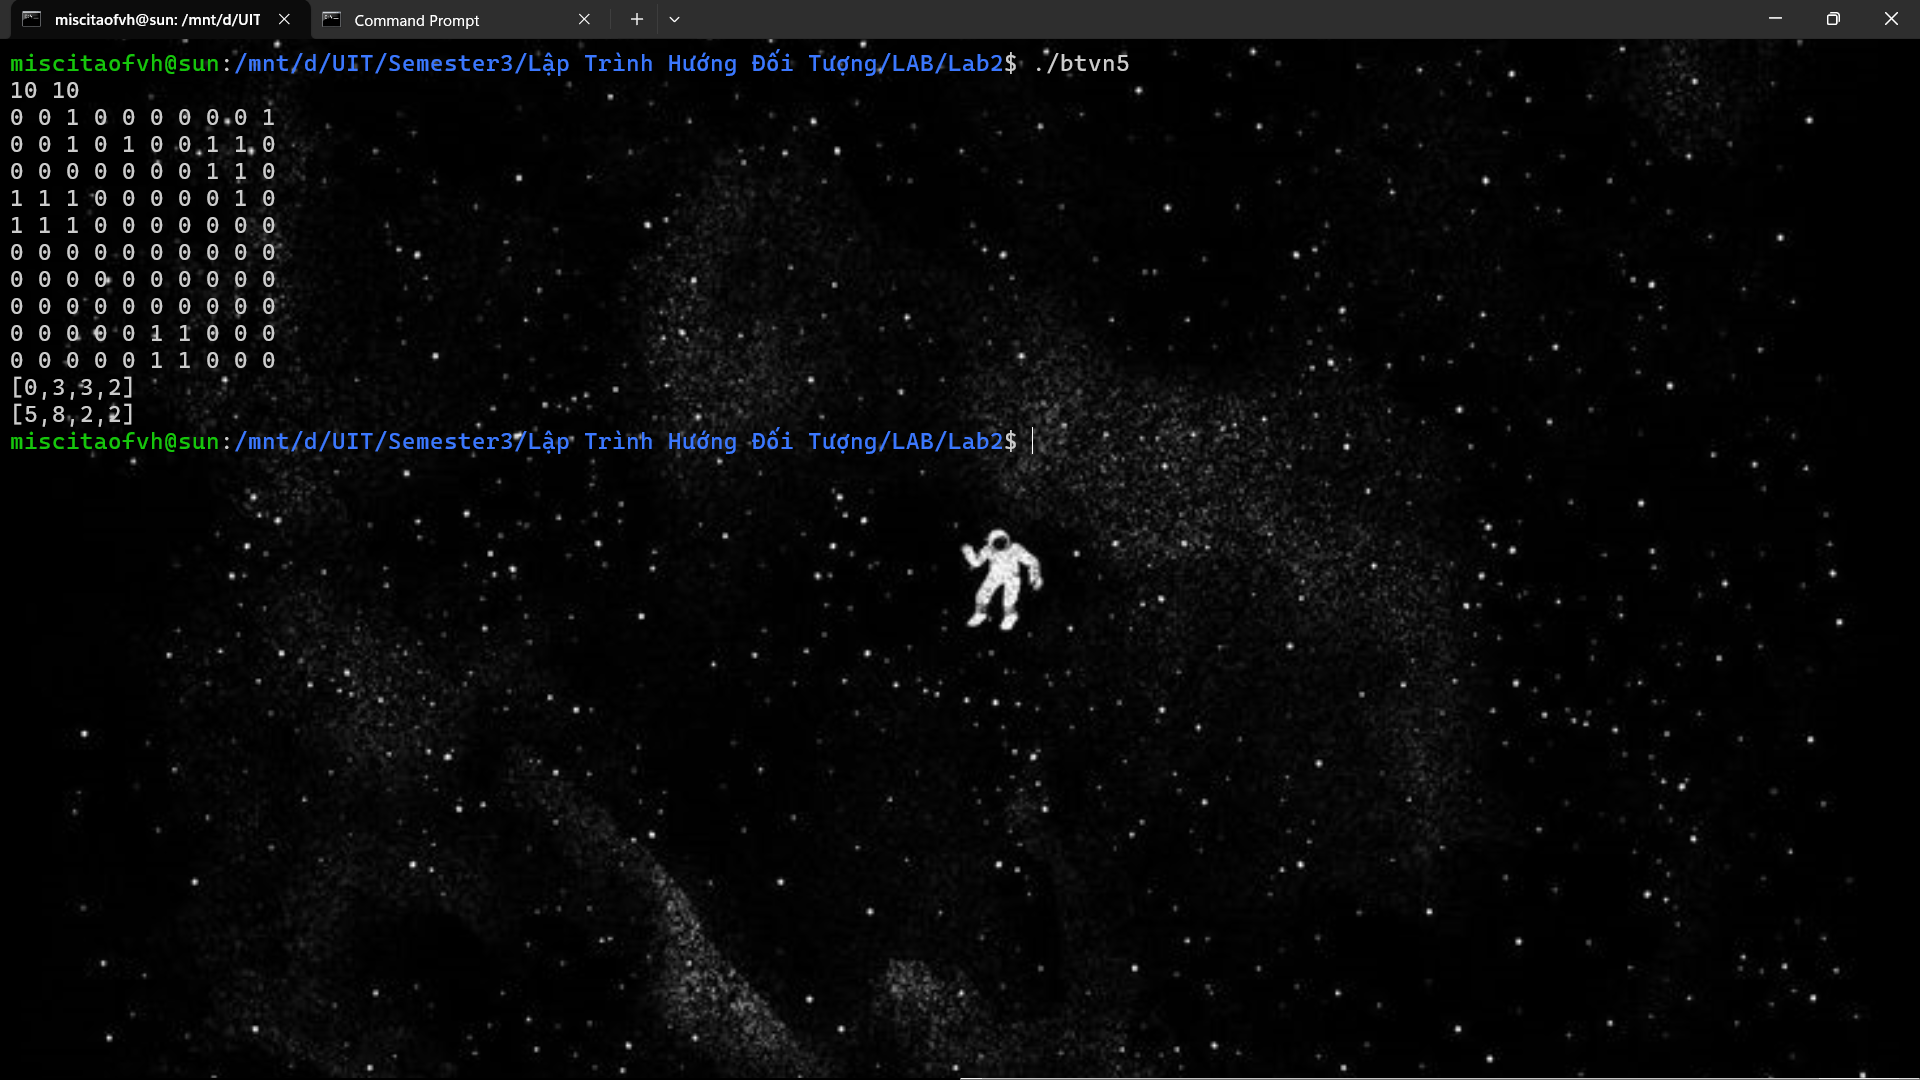 miscitaofvh@sun: /mnt/d/UIT
Command Prompt
miscitaofvh@sun:/mnt/d/UIT/Semester3/Lập Trình Hướng Đối Tượng/LAB/Lab2$ ./btvn5
10 10
0 0 1 0 0 0 0 0 0 1
0 0 1 0 1 0 0 1 1 0
0 0 0 0 0 0 0 1 1 0
1 1 1 0 0 0 0 0 1 0
1 1 1 0 0 0 0 0 0 0
0 0 0 0 0 0 0 0 0 0
0 0 0 0 0 0 0 0 0 0
0 0 0 0 0 0 0 0 0 0
0 0 0 0 0 1 1 0 0 0
0 0 0 0 0 1 1 0 0 0
[0,3,3,2]
[5,8,2,2]
miscitaofvh@sun:/mnt/d/UIT/Semester3/Lập Trình Hướng Đối Tượng/LAB/Lab2$